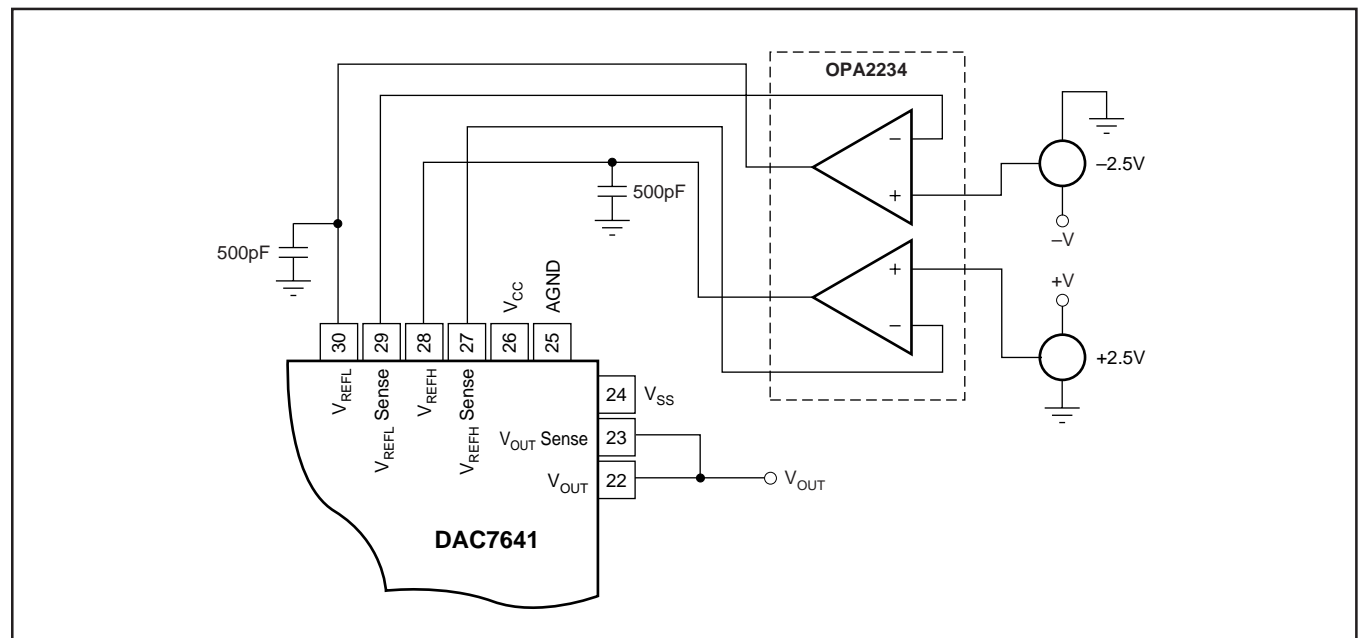 OPA2234
−
+
−2.5V
−V
500pF
500pF
+
−
+V
+2.5V
VCC
AGND
30
29
28
27
26
25
VREFL
VREFL Sense
VREFH
VREFH Sense
24 VSS
VOUT Sense 23
VOUT 22
VOUT
DAC7641